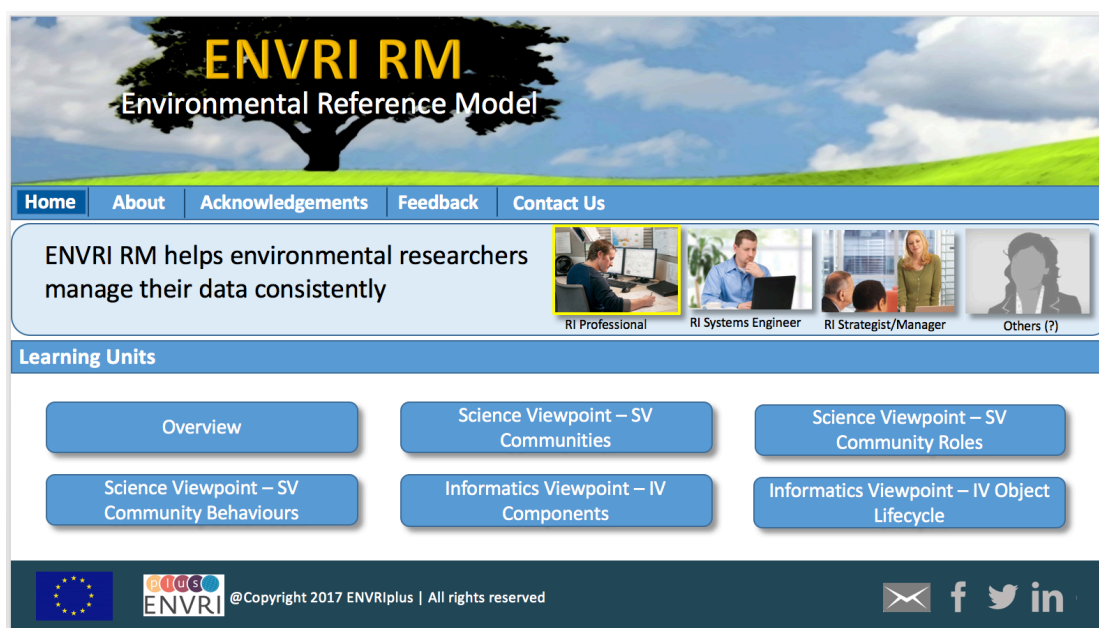 ENVRI RM
Environmental Reference Model
Home About Acknowledgements Feedback Contact Us
ENVRI RM helps environmental researchers
manage their data consistently
RI Professional RI Systems Engineer RI Strategist/Manager Others (?)
Learning Units
Overview
Science Viewpoint – SV
Communities
Science Viewpoint – SV
Community Roles
Science Viewpoint – SV
Community Behaviours
Informatics Viewpoint – IV
Components
Informatics Viewpoint – IV Object
Lifecycle
plus
ENVRI
@Copyright 2017 ENVRIplus | All rights reserved
f in